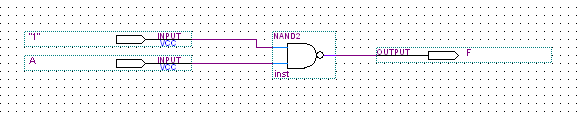 "1" INPUT
VCC
A INPUT
VCC
NAND2
inst
OUTPUT F